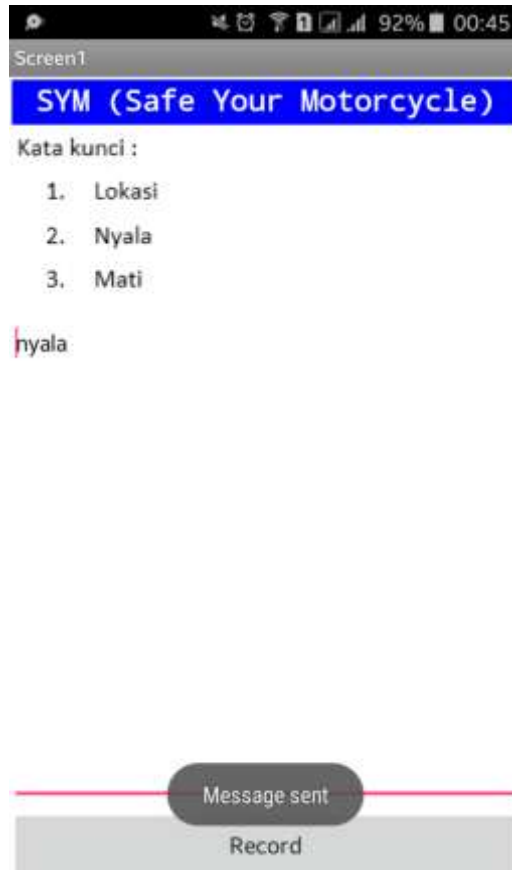 92% 00:45
Screen1
SYM (Safe Your Motorcycle)
Kata kunci :
1. Lokasi
2. Nyala
3. Mati
nyala
Message sent
Record